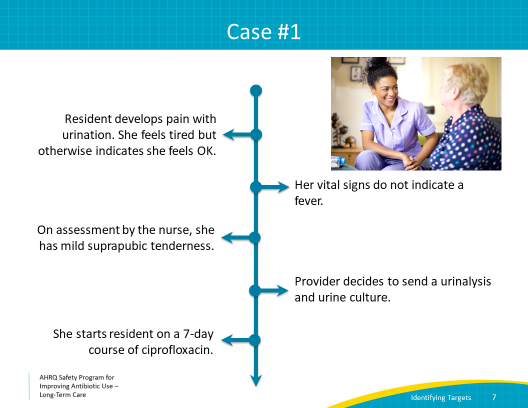 Case #1
Resident develops pain with
urination. She feels tired but
otherwise indicates she feels OK.
Her vital signs do not indicate a
fever.
On assessment by the nurse, she
has mild suprapubic tenderness.
Provider decides to send a urinalysis
and urine culture.
She starts resident on a 7-day
course of ciprofloxacin.
AHRQ Safety Program for
Improving Antibiotic Use –
Long-Term Care
Identifying Targets 7